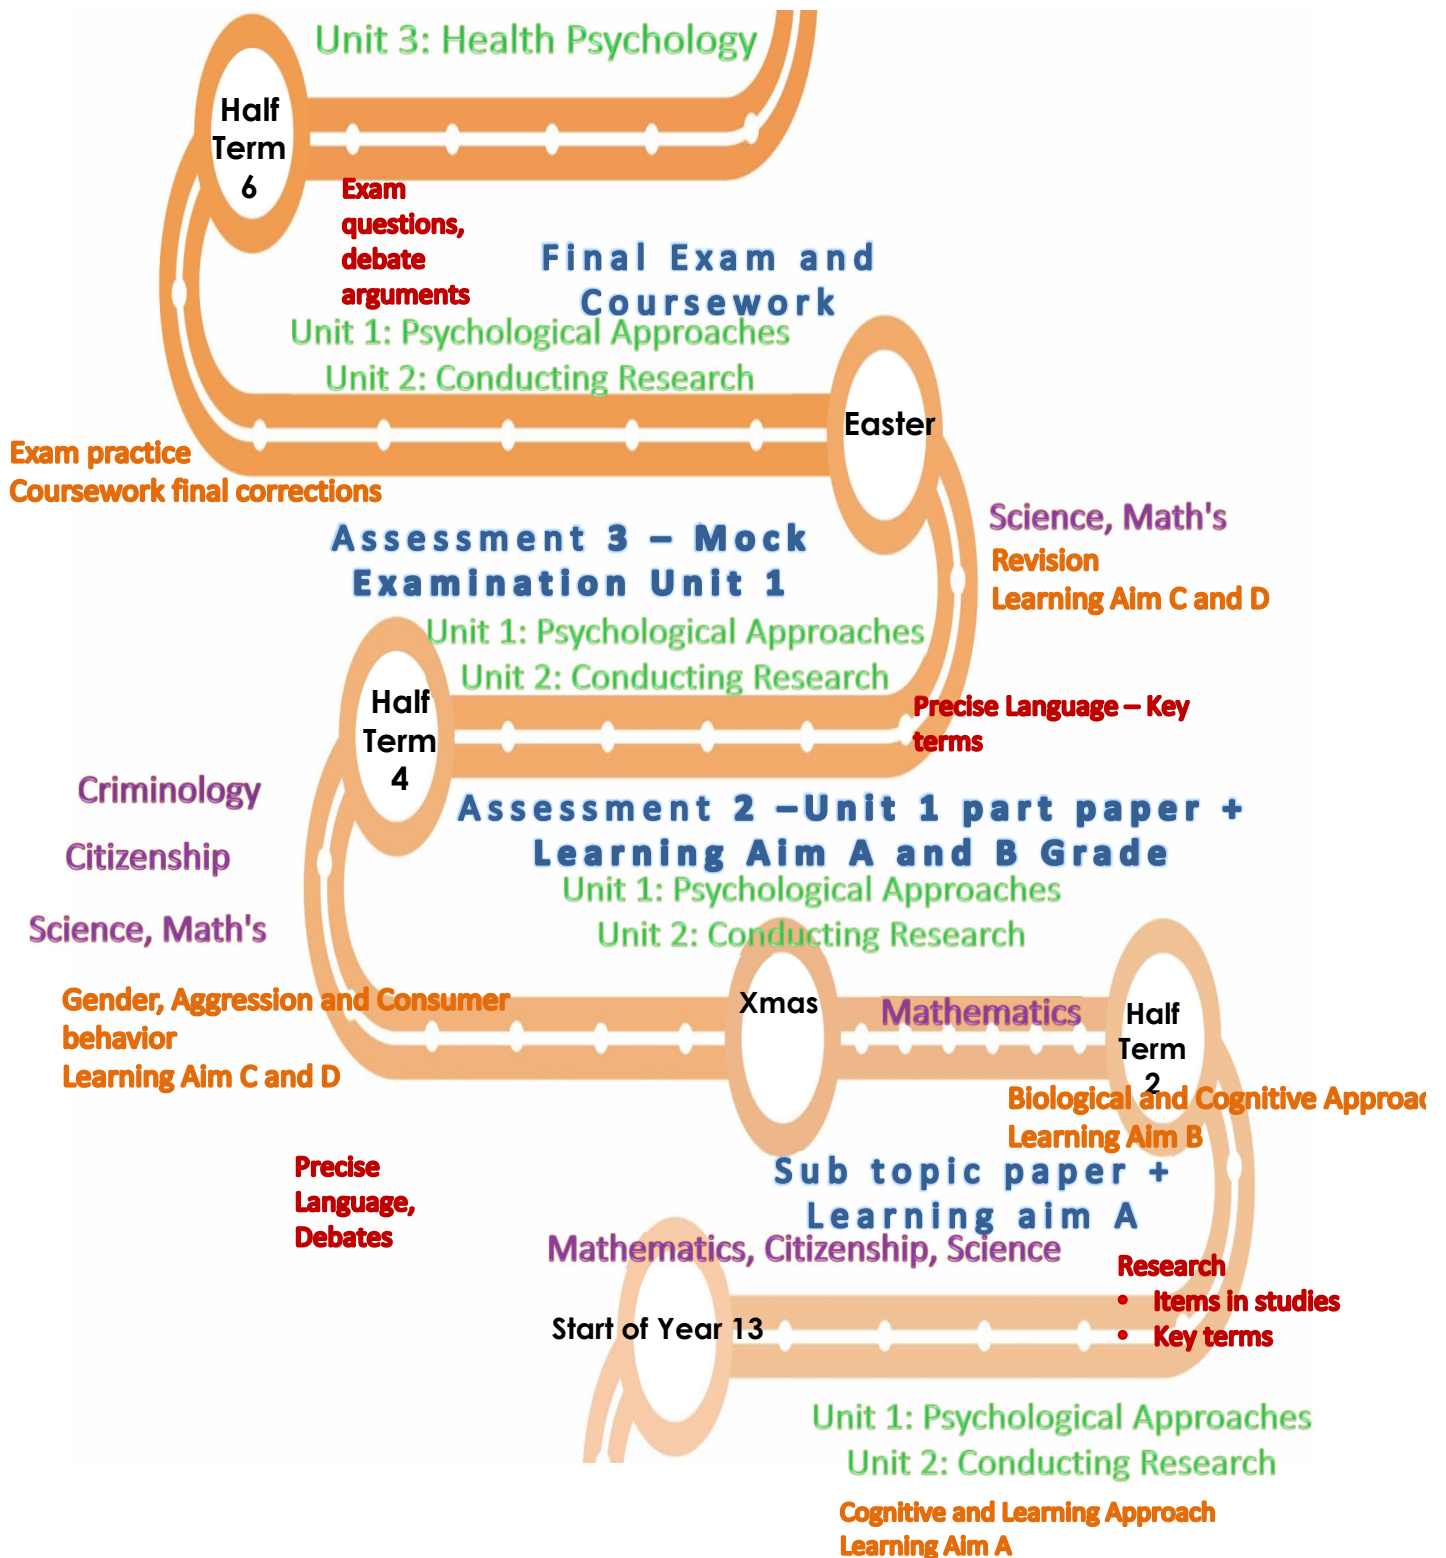 Unit 3: Health Psychology
Half
Term
6
Exam
questions,
debate
arguments
Final Exam and
Coursework
Unit 1: Psychological Approaches
Unit 2: Conducting Research
Easter
Exam practice
Coursework final corrections
Science, Math's
Revision
Learning Aim C and D
Assessment 3 – Mock
Examination Unit 1
Unit 1: Psychological Approaches
Unit 2: Conducting Research
Half
Term
4
Precise Language – Key
terms
Criminology
Citizenship
Science, Math's
Assessment 2 –Unit 1 part paper +
Learning Aim A and B Grade
Unit 1: Psychological Approaches
Unit 2: Conducting Research
Gender, Aggression and Consumer
behavior
Learning Aim C and D
Xmas
Mathematics
Half
Term
2
Biological and Cognitive Approac
Learning Aim B
Precise
Language,
Debates
Sub topic paper +
Learning aim A
Mathematics, Citizenship, Science
Research
• Items in studies
• Key terms
Start of Year 13
Unit 1: Psychological Approaches
Unit 2: Conducting Research
Cognitive and Learning Approach
Learning Aim A